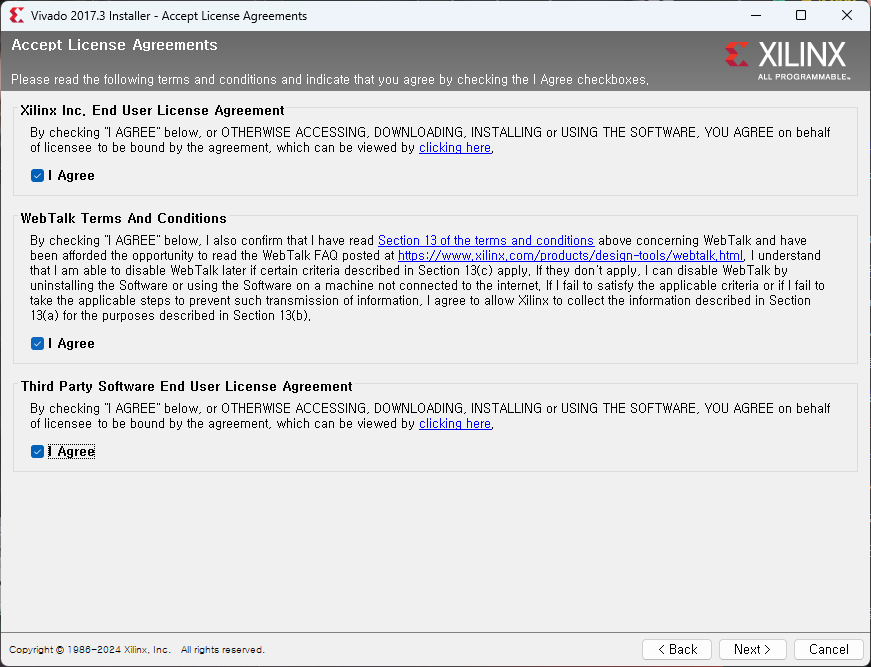 Vivado 2017.3 Installer - Accept License Agreements
Accept License Agreements
XILINX
ALL PROGRAMMABLE™
Please read the following terms and conditions and indicate that you agree by checking the I Agree checkboxes.
Xilinx Inc. End User License Agreement
By checking "I AGREE" below, or OTHERWISE ACCESSING, DOWNLOADING, INSTALLING or USING THE SOFTWARE, YOU AGREE on behalf
of licensee to be bound by the agreement, which can be viewed by clicking here.
I Agree
WebTalk Terms And Conditions
By checking "I AGREE" below, I also confirm that I have read Section 13 of the terms and conditions above concerning WebTalk and have
been afforded the opportunity to read the WebTalk FAQ posted at https://www.xilinx.com/products/design-tools/webtalk.html. I understand
that I am able to disable WebTalk later if certain criteria described in Section 13(c) apply. If they don't apply, I can disable WebTalk by
uninstalling the Software or using the Software on a machine not connected to the internet. If I fail to satisfy the applicable criteria or if I fail to
take the applicable steps to prevent such transmission of information, I agree to allow Xilinx to collect the information described in Section
13(a) for the purposes described in Section 13(b).
I Agree
Third Party Software End User License Agreement
By checking "I AGREE" below, or OTHERWISE ACCESSING, DOWNLOADING, INSTALLING or USING THE SOFTWARE, YOU AGREE on behalf
of licensee to be bound by the agreement, which can be viewed by clicking here.
I Agree
Copyright © 1986-2024 Xilinx, Inc. All rights reserved.
< Back Next > Cancel